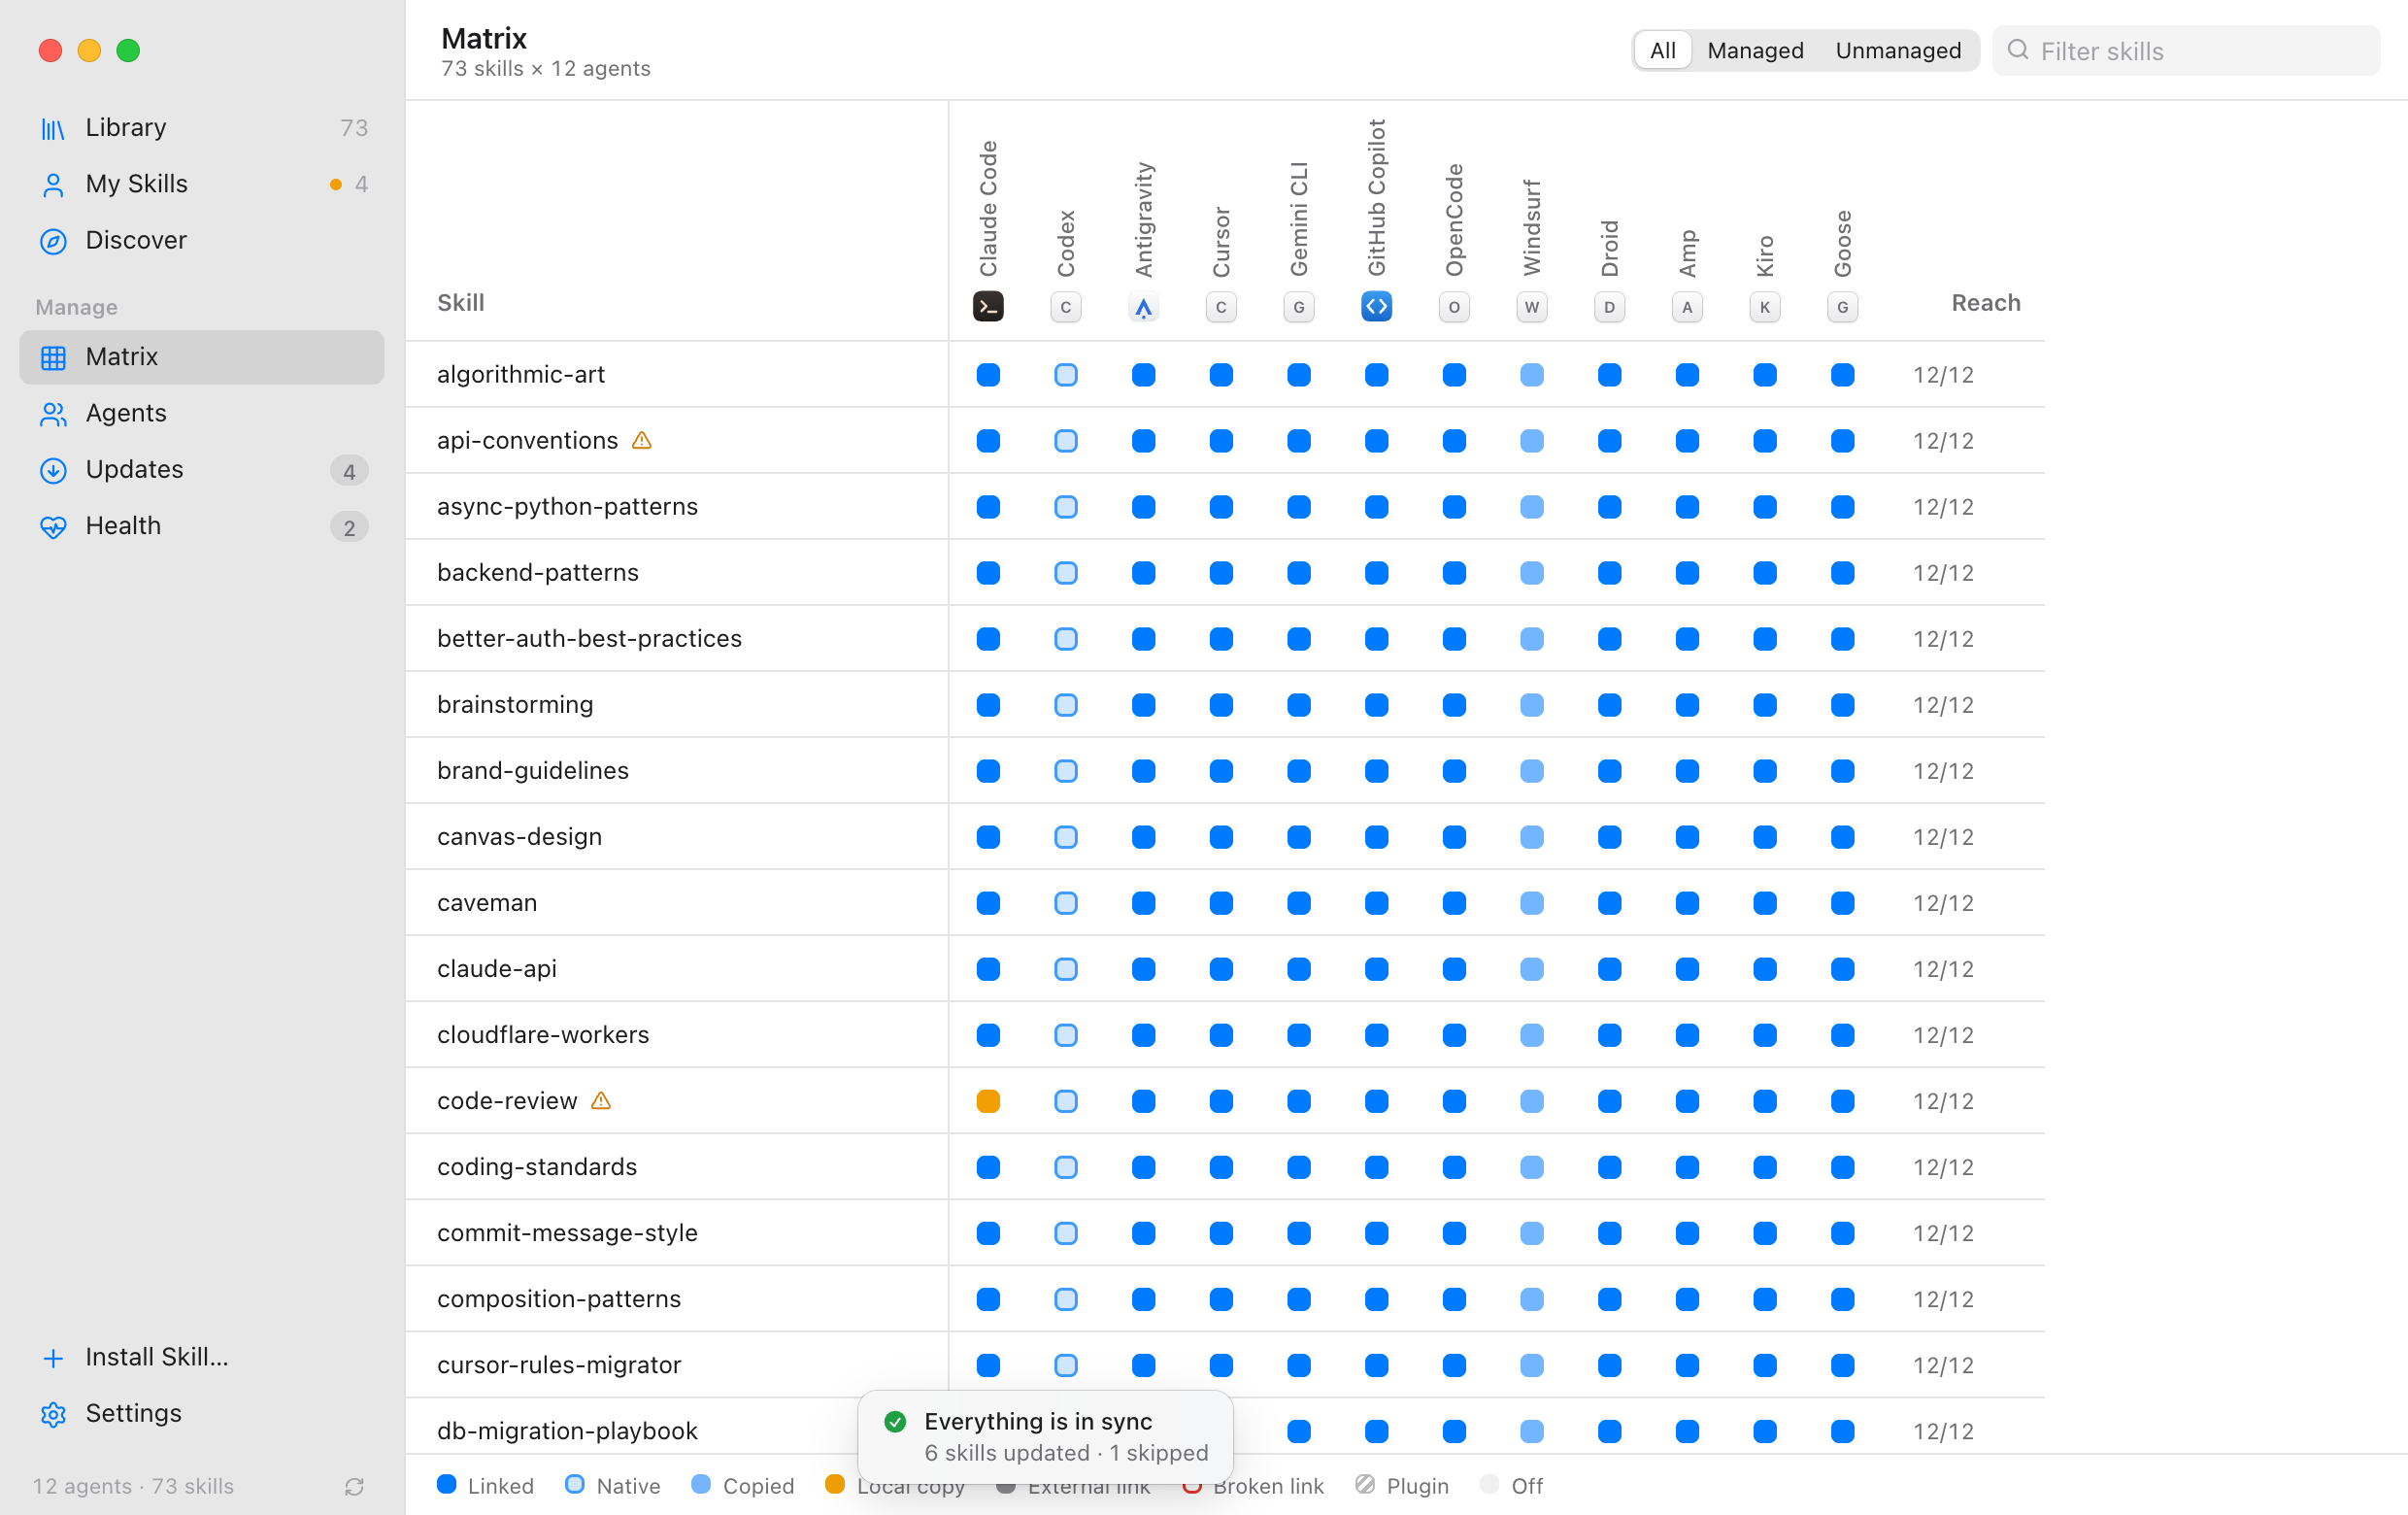 Library 73
My Skills 4
Discover
Manage
Matrix
Agents
Updates 4
Health 2
Install Skill...
Settings
12 agents · 73 skills
Matrix
73 skills × 12 agents
All Managed Unmanaged
Filter skills
Skill
Claude Code
Codex
Antigravity
Cursor
Gemini CLI
GitHub Copilot
OpenCode
Windsurf
Droid
Amp
Kiro
Goose
C C G O W D A K G
Reach
algorithmic-art 12/12
api-conventions 12/12
async-python-patterns 12/12
backend-patterns 12/12
better-auth-best-practices 12/12
brainstorming 12/12
brand-guidelines 12/12
canvas-design 12/12
caveman 12/12
claude-api 12/12
cloudflare-workers 12/12
code-review 12/12
coding-standards 12/12
commit-message-style 12/12
composition-patterns 12/12
cursor-rules-migrator 12/12
db-migration-playbook 12/12
Everything is in sync
6 skills updated · 1 skipped
Linked Native Copied Local copy External link Broken link Plugin Off